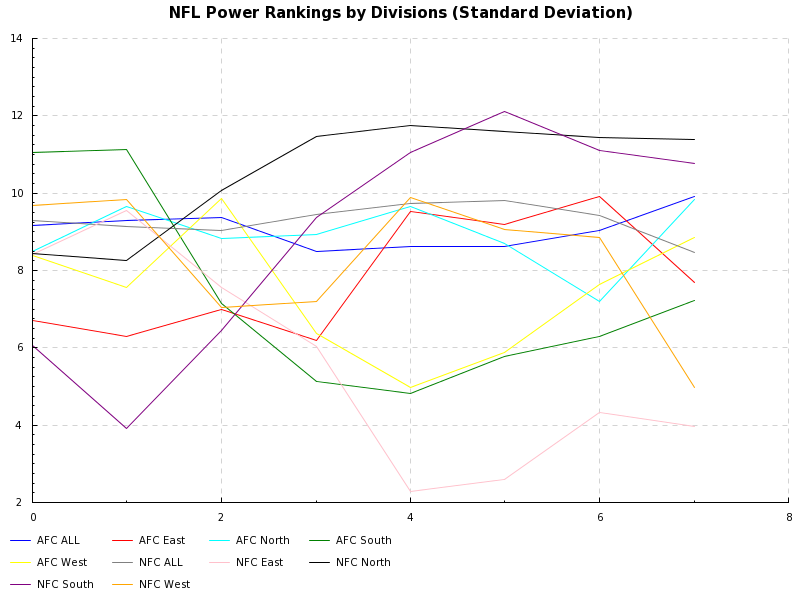 NFL Power Rankings by Divisions (Standard Deviation)
14
12
10
8
6
4
2
0 2 4 6 8
AFC ALL AFC East AFC North AFC South
AFC West NFC ALL NFC East NFC North
NFC South NFC West